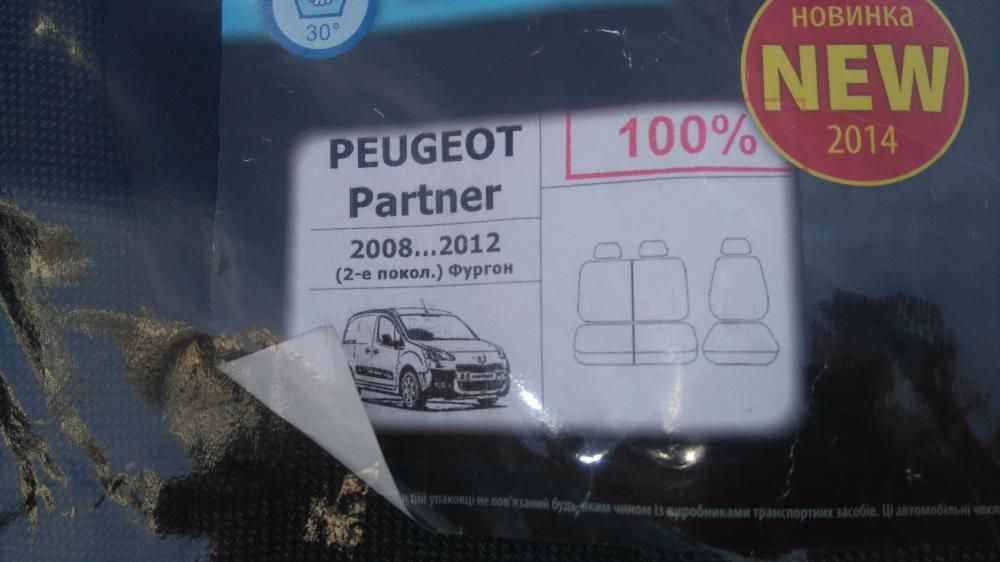 30°
НОВИНКА
NEW
2014
PEUGEOT
Partner
100%
2008...2012
(2-е покол.) Фургон
цій упаковці не пов'язаний будь-яким чином із виробниками транспортних засобів. Ці автомобільні